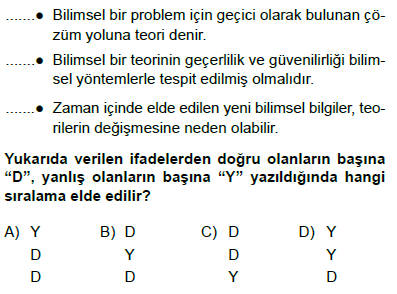 .......● Bilimsel bir problem için geçici olarak bulunan çö-
züm yoluna teori denir.
.......● Bilimsel bir teorinin geçerlilik ve güvenilirliği bilim-
sel yöntemlerle tespit edilmiş olmalıdır.
.......● Zaman içinde elde edilen yeni bilimsel bilgiler, teo-
rilerin değişmesine neden olabilir.
Yukarıda verilen ifadelerden doğru olanların başına
“D”, yanlış olanların başına “Y” yazıldığında hangi
sıralama elde edilir?
A) Y B) D C) D D) Y
D Y D Y
D D Y D